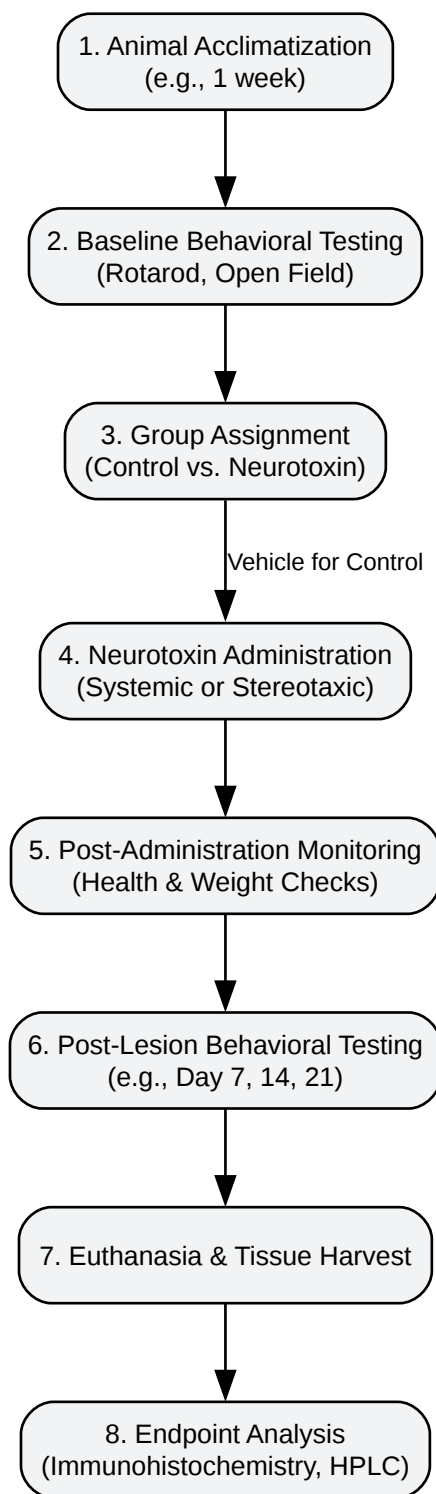 1. Animal Acclimatization
(e.g., 1 week)
2. Baseline Behavioral Testing
(Rotarod, Open Field)
3. Group Assignment
(Control vs. Neurotoxin)
Vehicle for Control
4. Neurotoxin Administration
(Systemic or Stereotaxic)
5. Post-Administration Monitoring
(Health & Weight Checks)
6. Post-Lesion Behavioral Testing
(e.g., Day 7, 14, 21)
7. Euthanasia & Tissue Harvest
8. Endpoint Analysis
(Immunohistochemistry, HPLC)